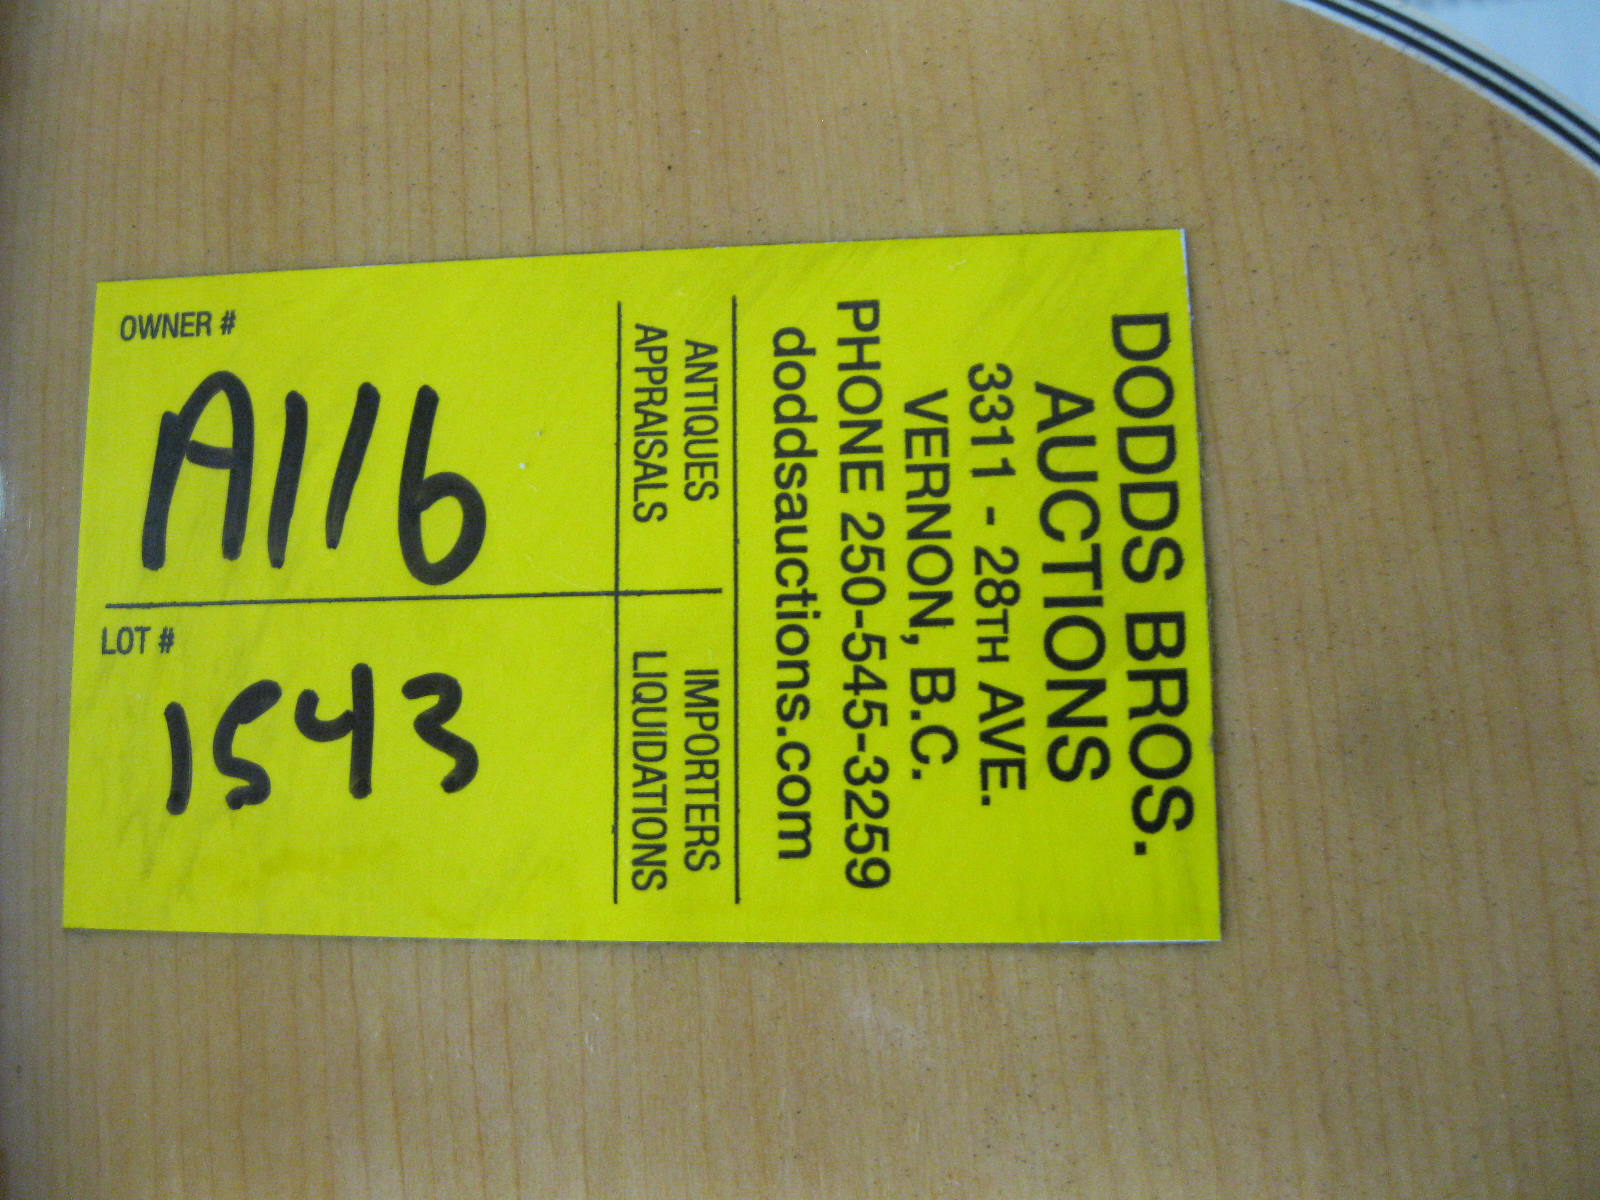 DODDS BROS.
AUCTIONS
3311 - 28TH AVE.
VERNON, B.C.
PHONE 250-545-3259
doddsauctions.com
ANTIQUES IMPORTERS
APPRAISALS LIQUIDATIONS
OWNER #
A116
LOT #
1543